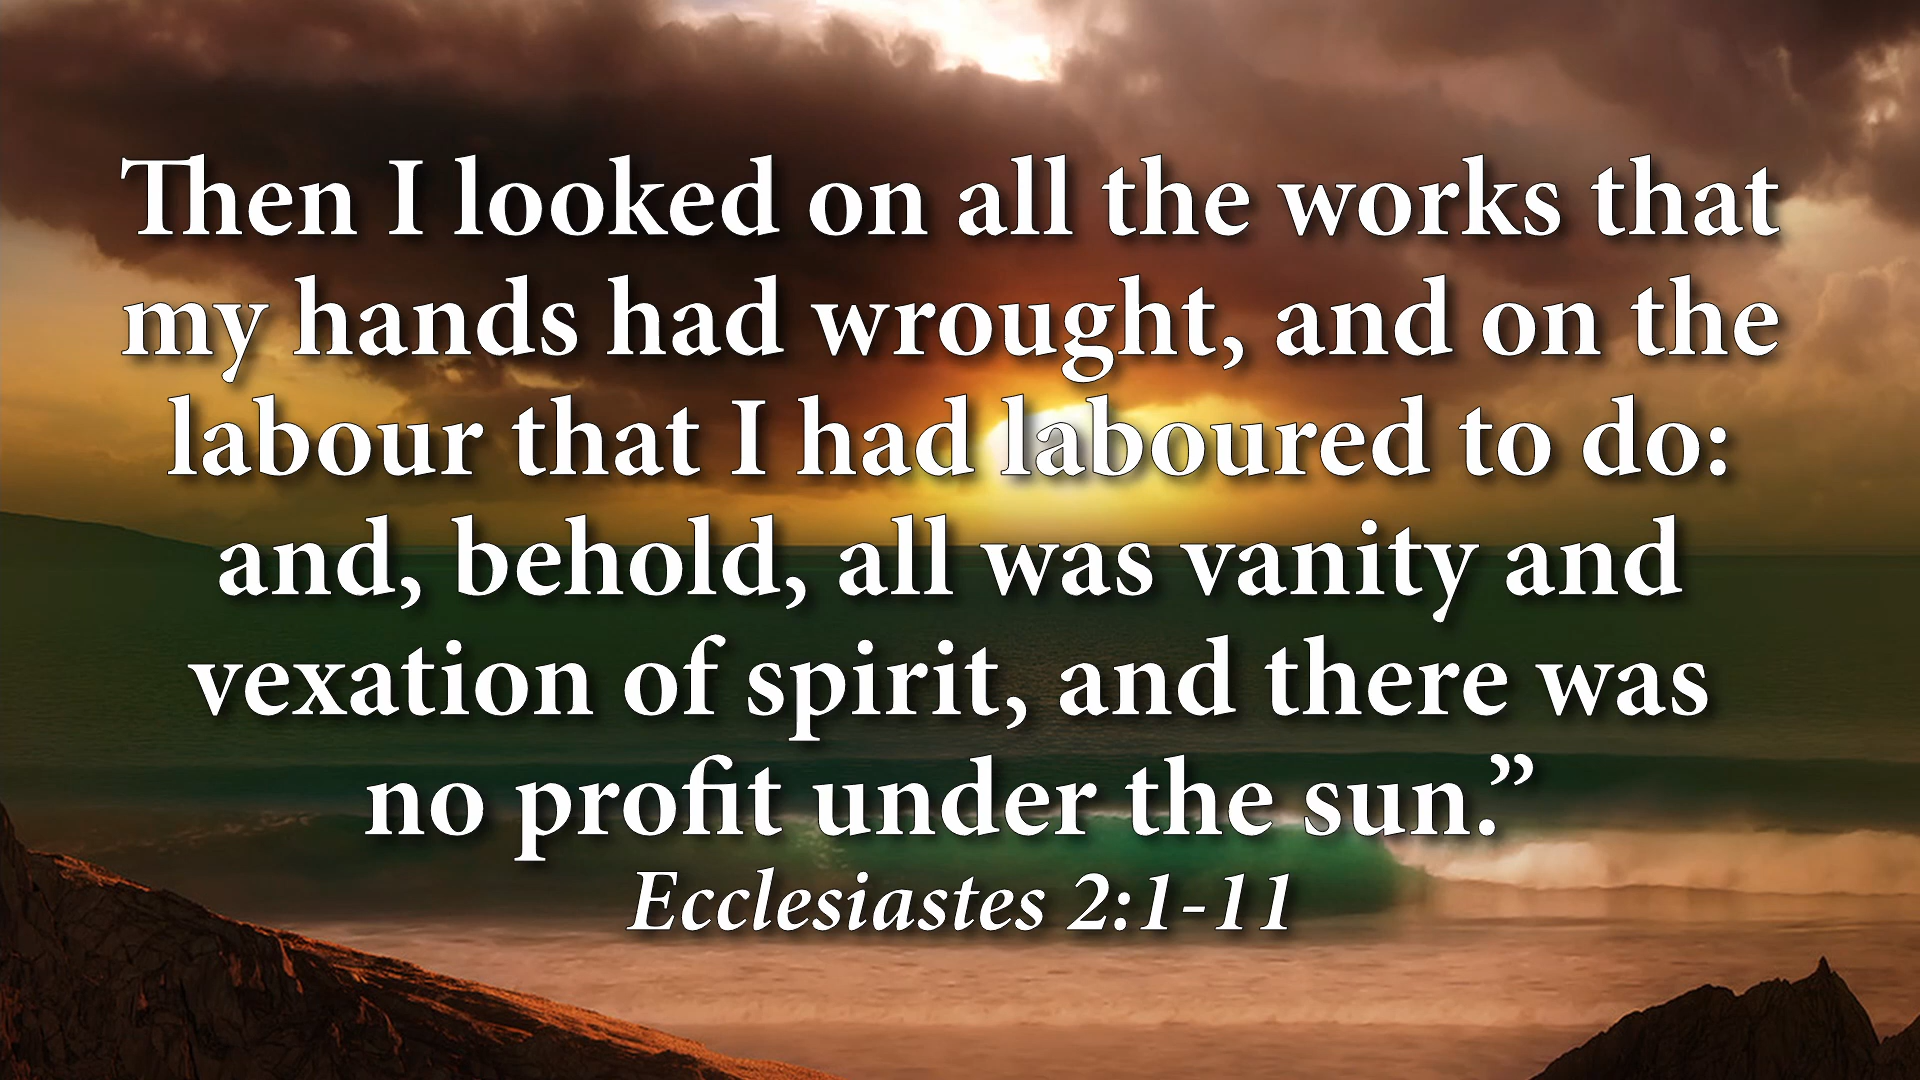 Then I looked on all the works that
my hands had wrought, and on the
labour that I had laboured to do:
and, behold, all was vanity and
vexation of spirit, and there was
no profit under the sun.”
Ecclesiastes 2:1-11